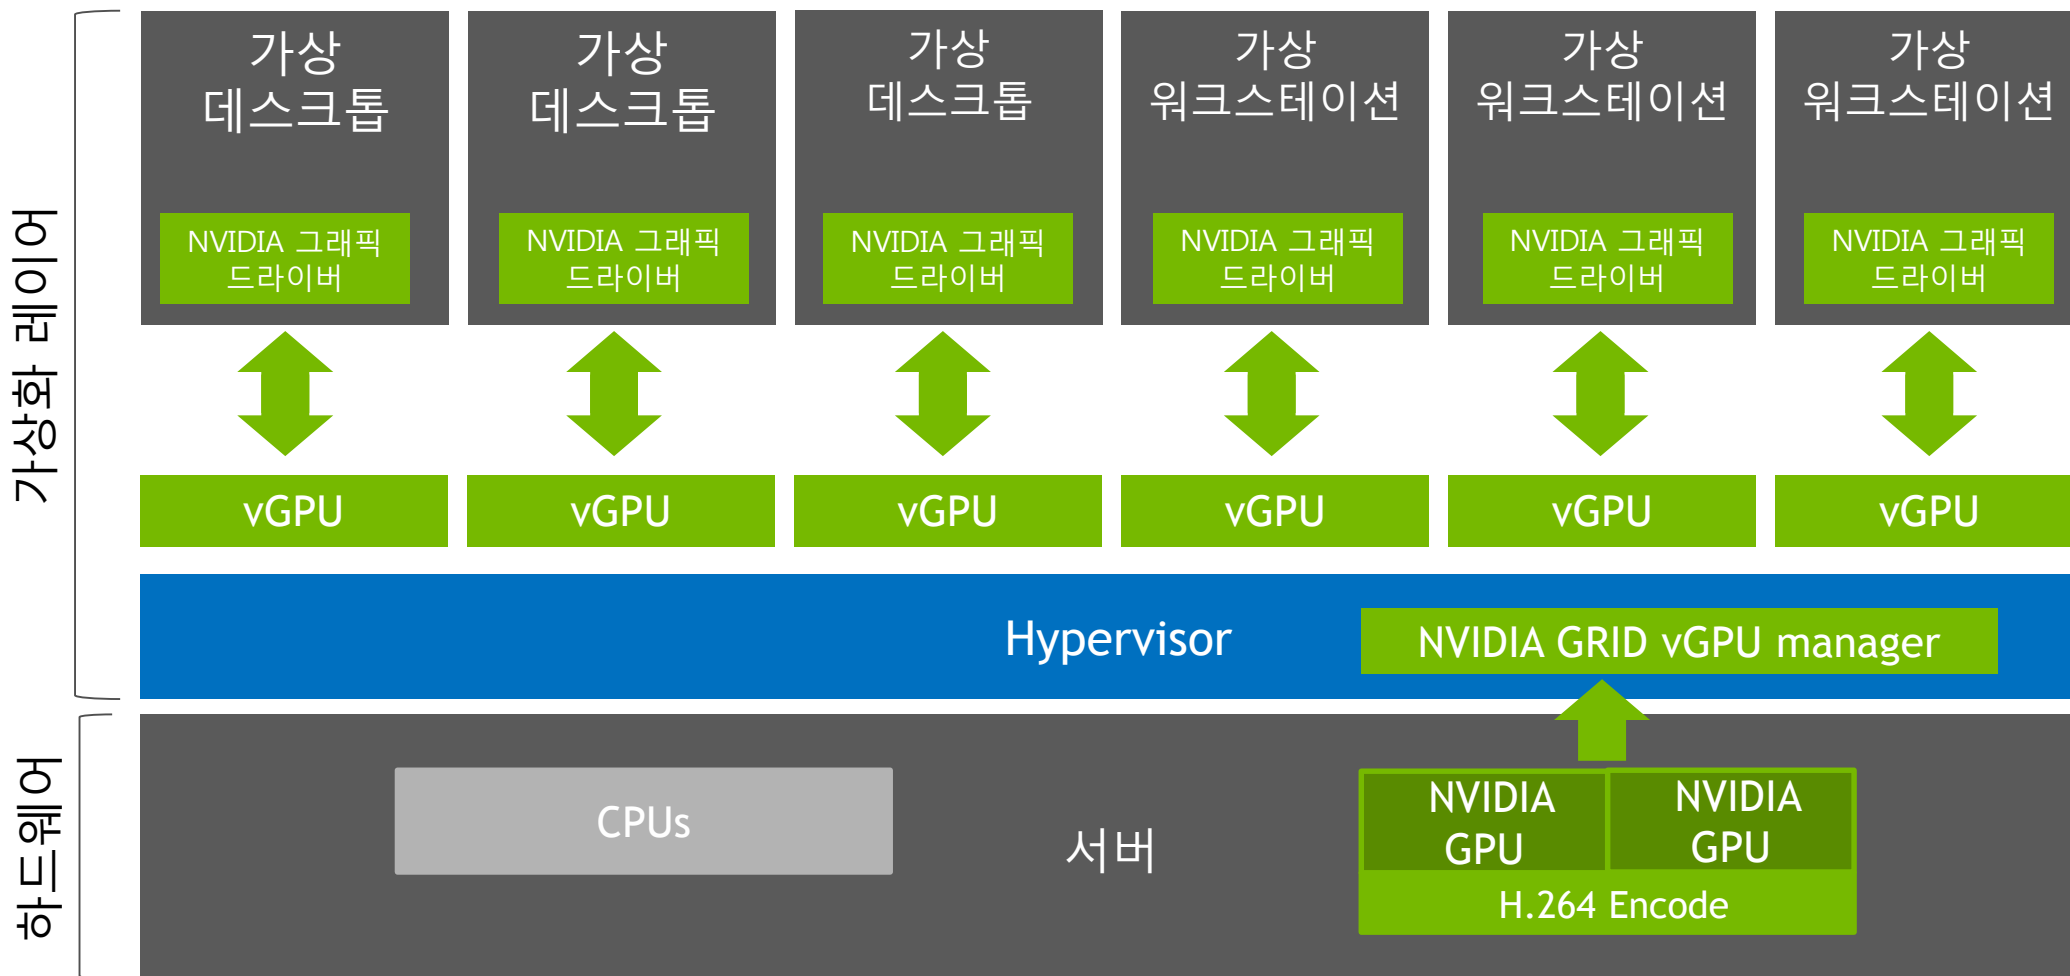 가상화 레이어
가상
데스크톱
NVIDIA 그래픽
드라이버
가상
데스크톱
NVIDIA 그래픽
드라이버
가상
데스크톱
NVIDIA 그래픽
드라이버
가상
워크스테이션
NVIDIA 그래픽
드라이버
가상
워크스테이션
NVIDIA 그래픽
드라이버
가상
워크스테이션
NVIDIA 그래픽
드라이버
vGPU
vGPU
vGPU
vGPU
vGPU
vGPU
Hypervisor
NVIDIA GRID vGPU manager
하드웨어
CPUs
서버
NVIDIA
GPU
NVIDIA
GPU
H.264 Encode